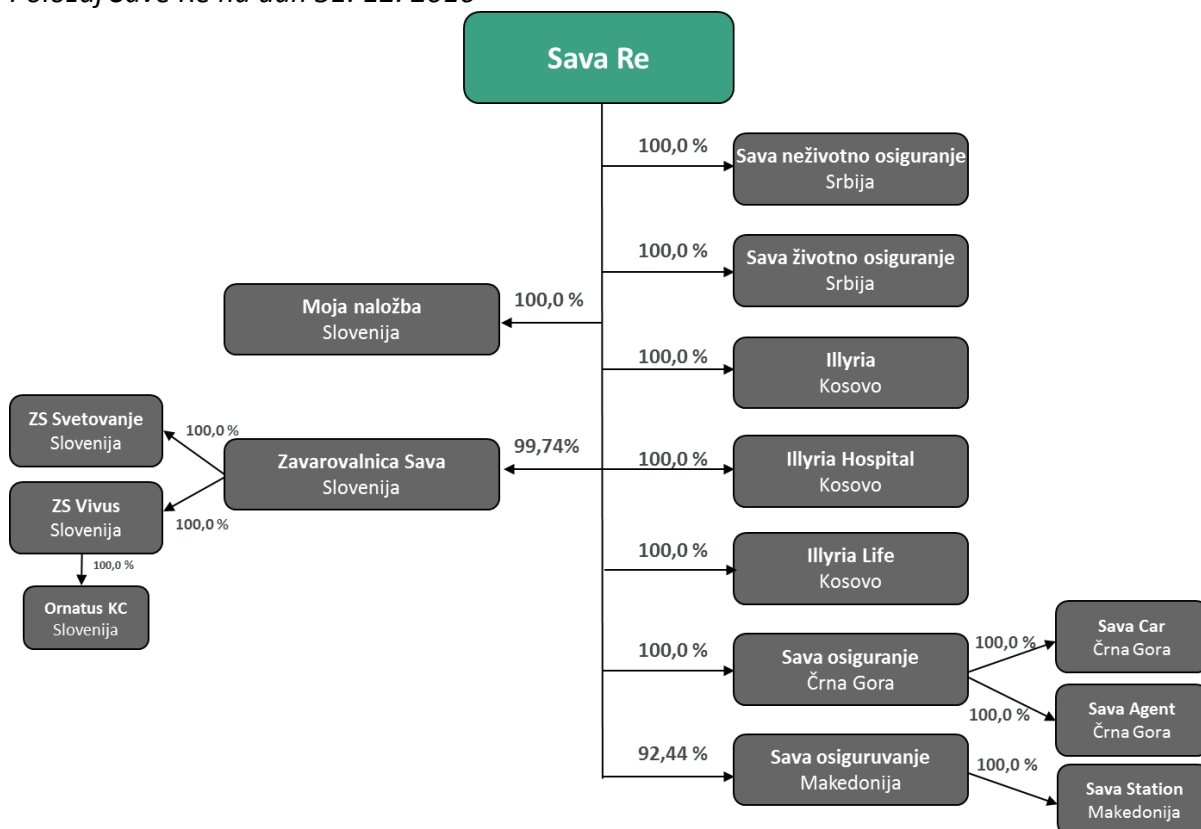 Sava Re
100,0 %
Sava neživotno osiguranje
Srbija
100,0 %
Sava životno osiguranje
Srbija
100,0 %
Moja naložba
Slovenija
100,0 %
Illyria
Kosovo
ZS Svetovanje
Slovenija
100,0 %
Zavarovalnica Sava
Slovenija
99,74%
100,0 %
Illyria Hospital
Kosovo
ZS Vivus
Slovenija
100,0 %
100,0 %
Ornatus KC
Slovenija
100,0 %
Illyria Life
Kosovo
100,0 %
Sava osiguranje
Črna Gora
100,0 %
Sava Car
Črna Gora
100,0 %
Sava Agent
Črna Gora
92,44 %
Sava osiguruvanje
Makedonija
100,0 %
Sava Station
Makedonija